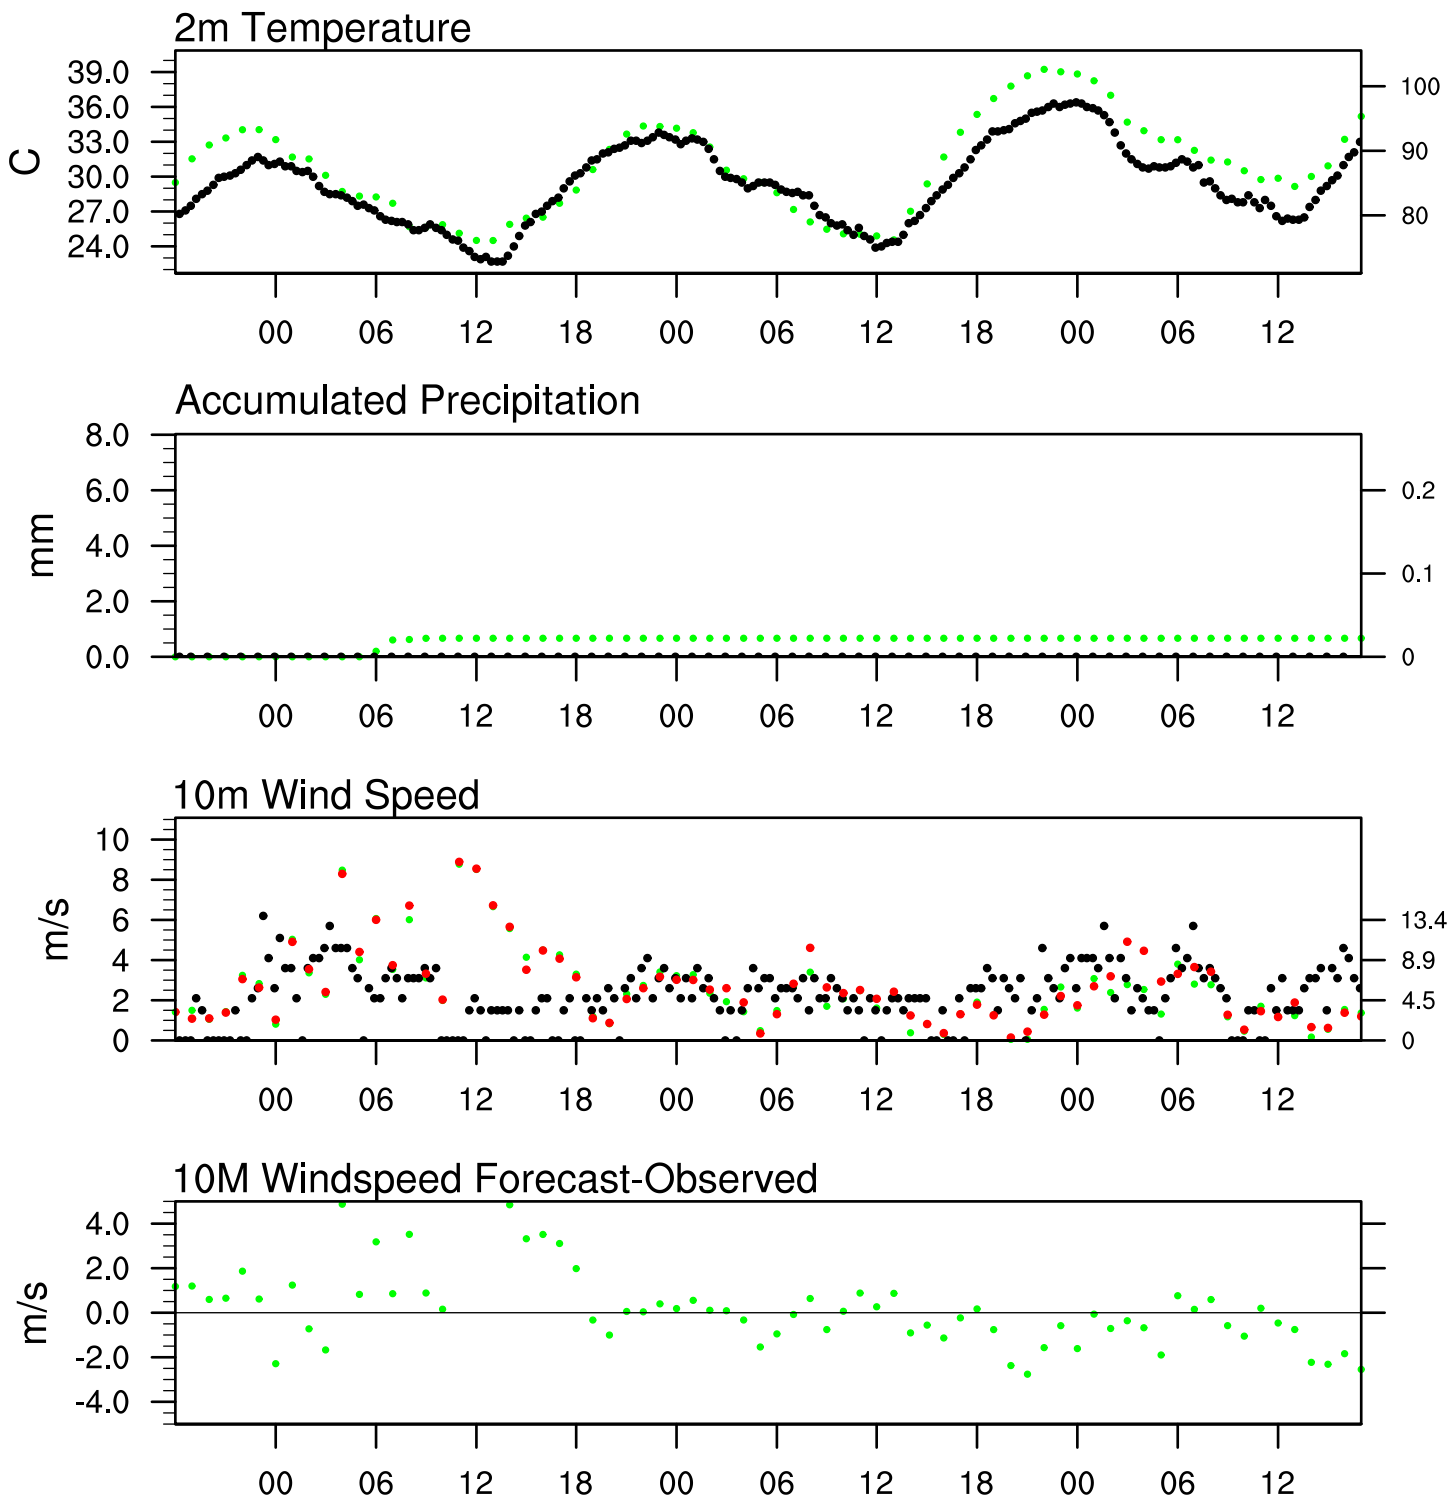 2m Temperature
39.0
36.0
33.0
30.0
27.0
24.0
C
100
90
80
00 06 12 18 00 06 12 18 00 06 12
Accumulated Precipitation
8.0
6.0
4.0
2.0
0.0
mm
0.2
0.1
0
00 06 12 18 00 06 12 18 00 06 12
10m Wind Speed
10
8
6
4
2
0
m/s
13.4
8.9
4.5
0
00 06 12 18 00 06 12 18 00 06 12
10M Windspeed Forecast-Observed
4.0
2.0
0.0
-2.0
-4.0
m/s
00 06 12 18 00 06 12 18 00 06 12